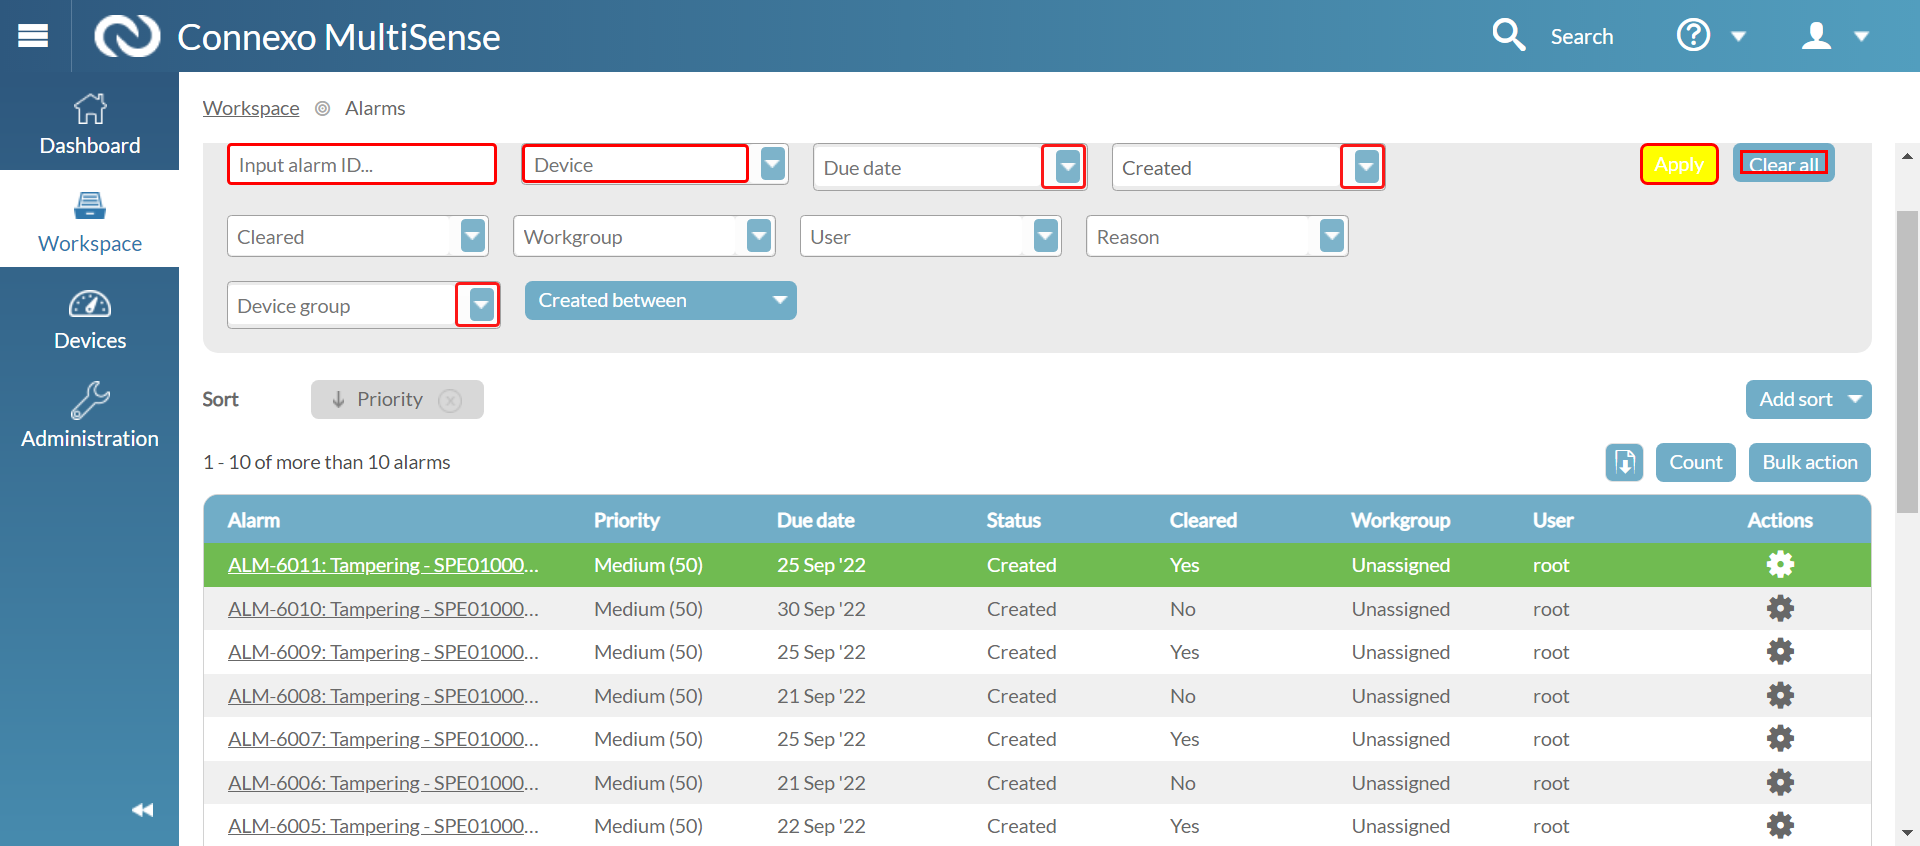 Connexo MultiSense
Search
Dashboard
Workspace
Devices
Administration
Workspace Alarms
Input alarm ID... Device Due date Created Apply Clear all
Cleared Workgroup User Reason
Device group Created between
Sort Priority Add sort
1 - 10 of more than 10 alarms Count Bulk action
Alarm Priority Due date Status Cleared Workgroup User Actions
ALM-6011: Tampering - SPE01000... Medium (50) 25 Sep '22 Created Yes Unassigned root
ALM-6010: Tampering - SPE01000... Medium (50) 30 Sep '22 Created No Unassigned root
ALM-6009: Tampering - SPE01000... Medium (50) 25 Sep '22 Created Yes Unassigned root
ALM-6008: Tampering - SPE01000... Medium (50) 21 Sep '22 Created No Unassigned root
ALM-6007: Tampering - SPE01000... Medium (50) 25 Sep '22 Created Yes Unassigned root
ALM-6006: Tampering - SPE01000... Medium (50) 21 Sep '22 Created No Unassigned root
ALM-6005: Tampering - SPE01000... Medium (50) 22 Sep '22 Created Yes Unassigned root